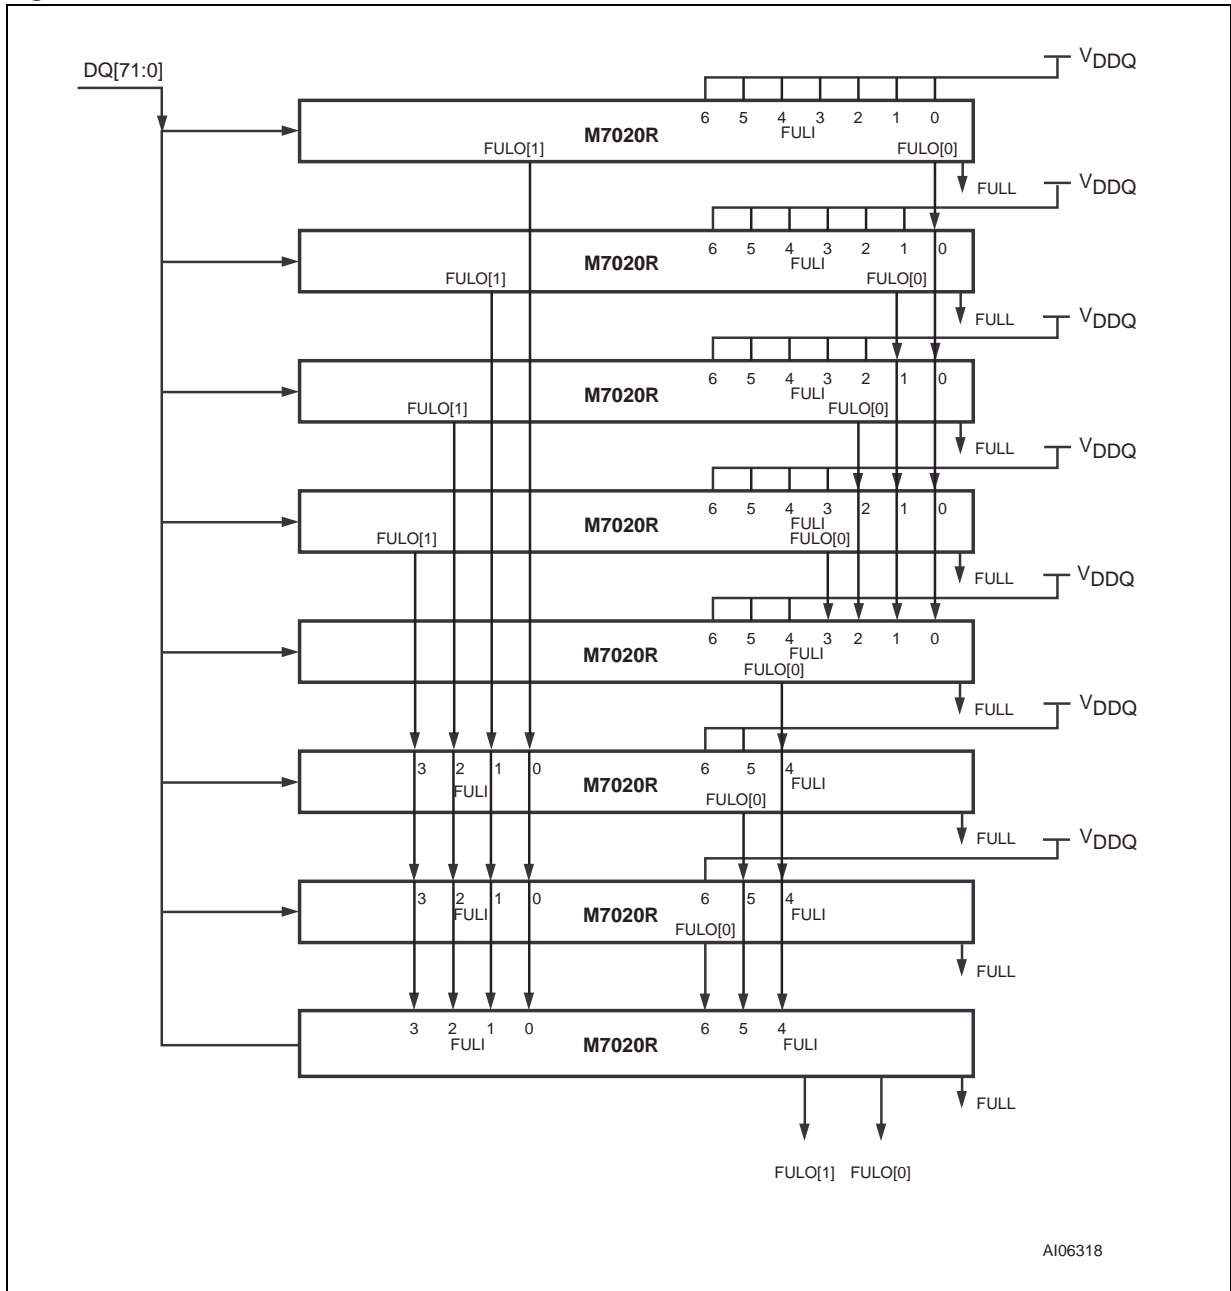 DQ[71:0]
VDDQ
6 5 4 3 2 1 0
FULI
M7020R
FULO[1] FULO[0]
FULL
VDDQ
6 5 4 3 2 1 0
FULI
M7020R
FULO[1] FULO[0]
FULL
VDDQ
6 5 4 3 2 1 0
FULI
M7020R
FULO[1] FULO[0]
FULL
VDDQ
6 5 4 3 2 1 0
FULI
M7020R
FULO[1] FULO[0]
FULL
VDDQ
6 5 4 3 2 1 0
FULI
M7020R
FULO[0]
FULL
VDDQ
3 2 1 0 6 5 4
FULI M7020R FULI
FULO[0]
FULL
VDDQ
3 2 1 0 6 5 4
FULI M7020R FULI
FULO[0]
FULL
3 2 1 0 6 5 4
FULI M7020R FULI
FULL
FULO[1] FULO[0]
AI06318